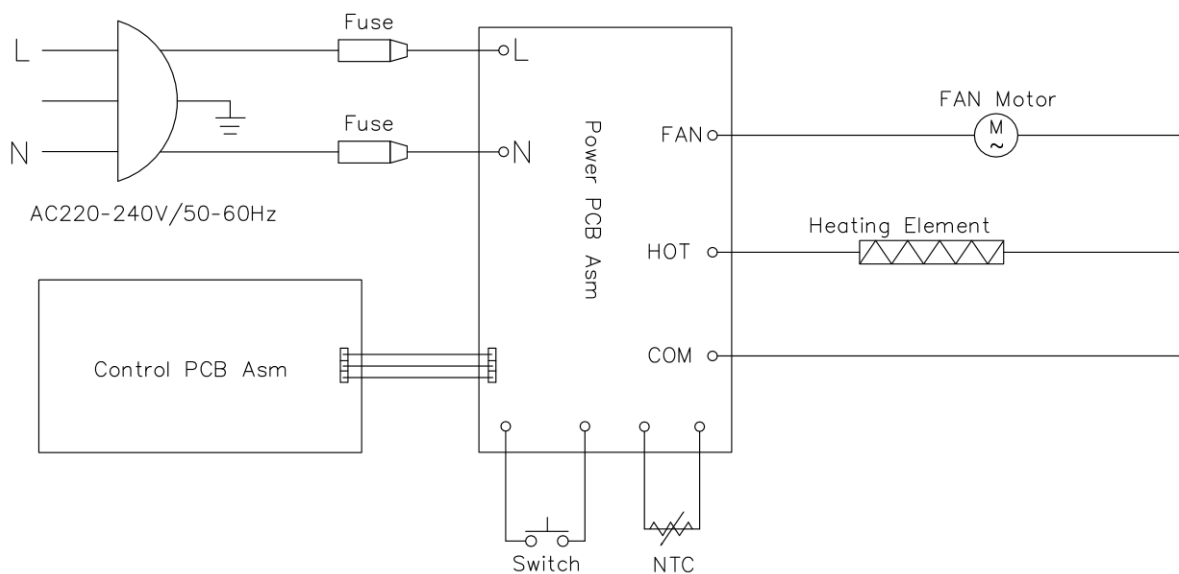 Fuse
L
L
Fuse
N
N
AC220-240V/50-60Hz
Power PCB Asm
FAN
FAN Motor
M
~
HOT
Heating Element
COM
Control PCB Asm
Switch
NTC